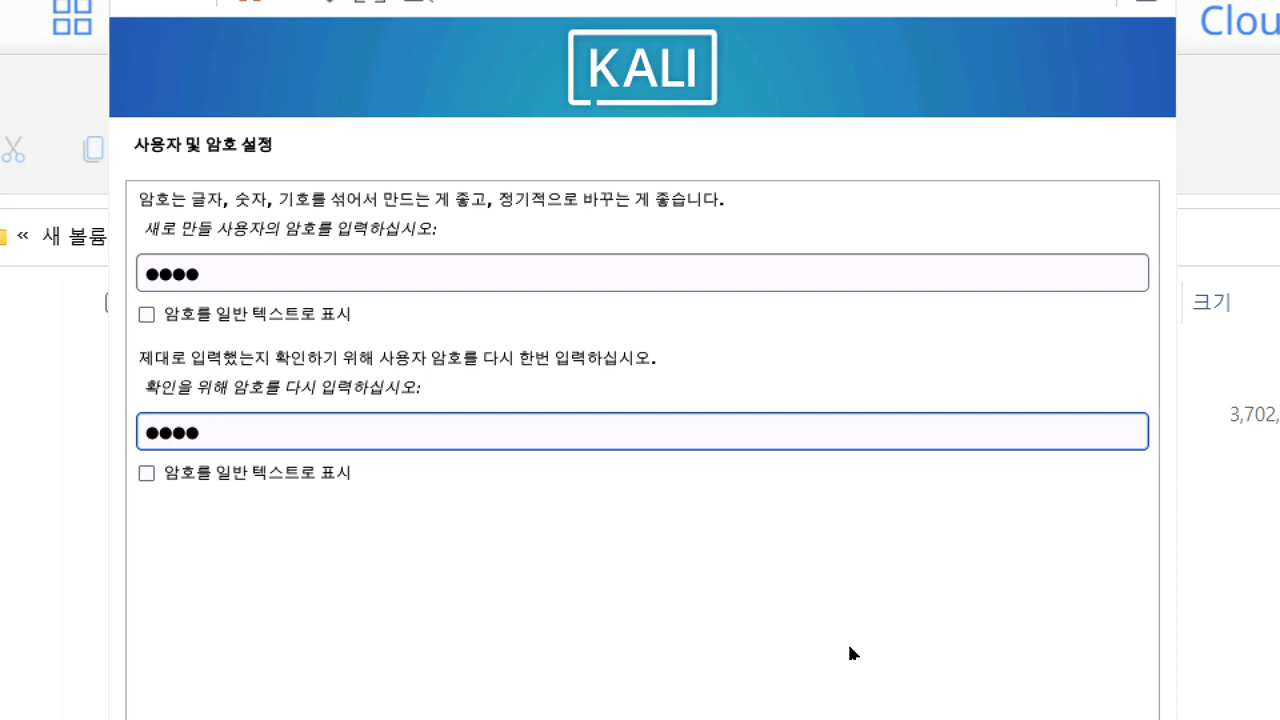 Clou
KALI
사용자 및 암호 설정
암호는 글자, 숫자, 기호를 섞어서 만드는 게 좋고, 정기적으로 바꾸는 게 좋습니다.
새로 만들 사용자의 암호를 입력하십시오:
« 새 볼륨
●●●●
크기
암호를 일반 텍스트로 표시
제대로 입력했는지 확인하기 위해 사용자 암호를 다시 한번 입력하십시오.
확인을 위해 암호를 다시 입력하십시오:
3,702,
●●●●
암호를 일반 텍스트로 표시